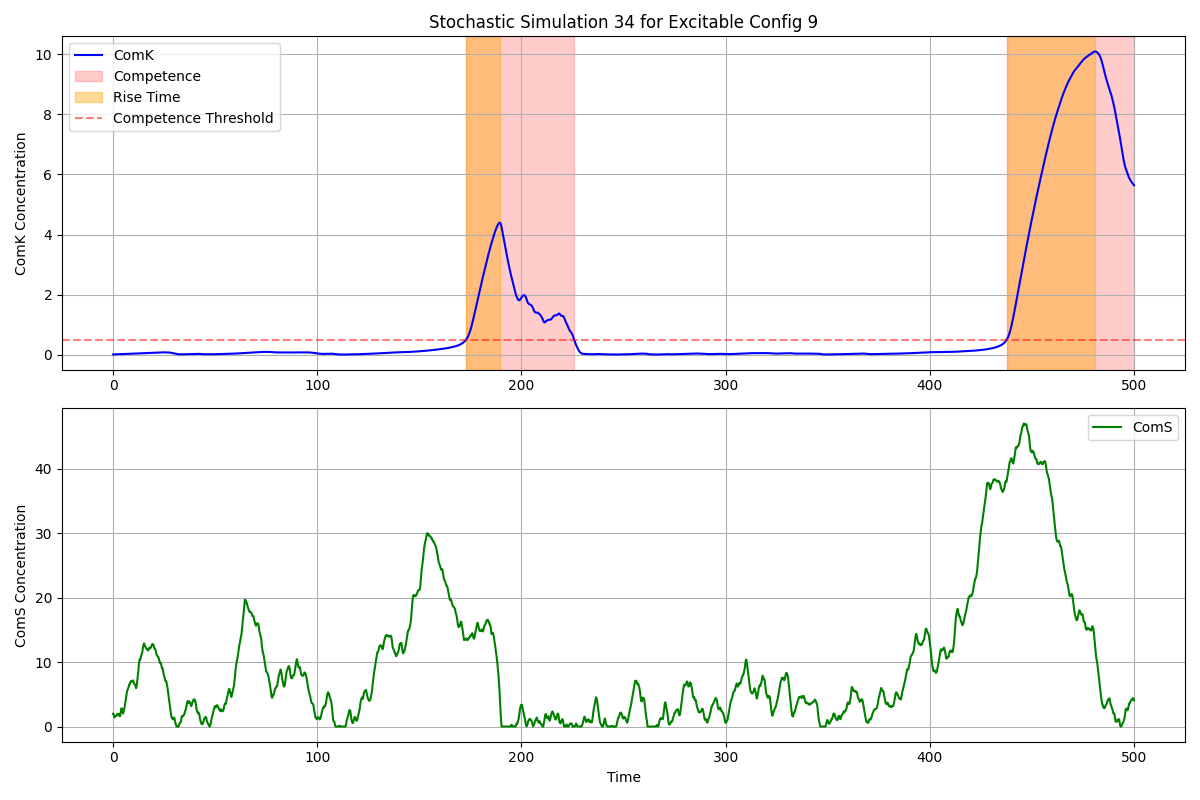 Stochastic Simulation 34 for Excitable Config 9
ComK Concentration
10
8
6
4
2
0
ComK
Competence
Rise Time
Competence Threshold
0 100 200 300 400 500
ComS Concentration
40
30
20
10
0
ComS
0 100 200 300 400 500
Time